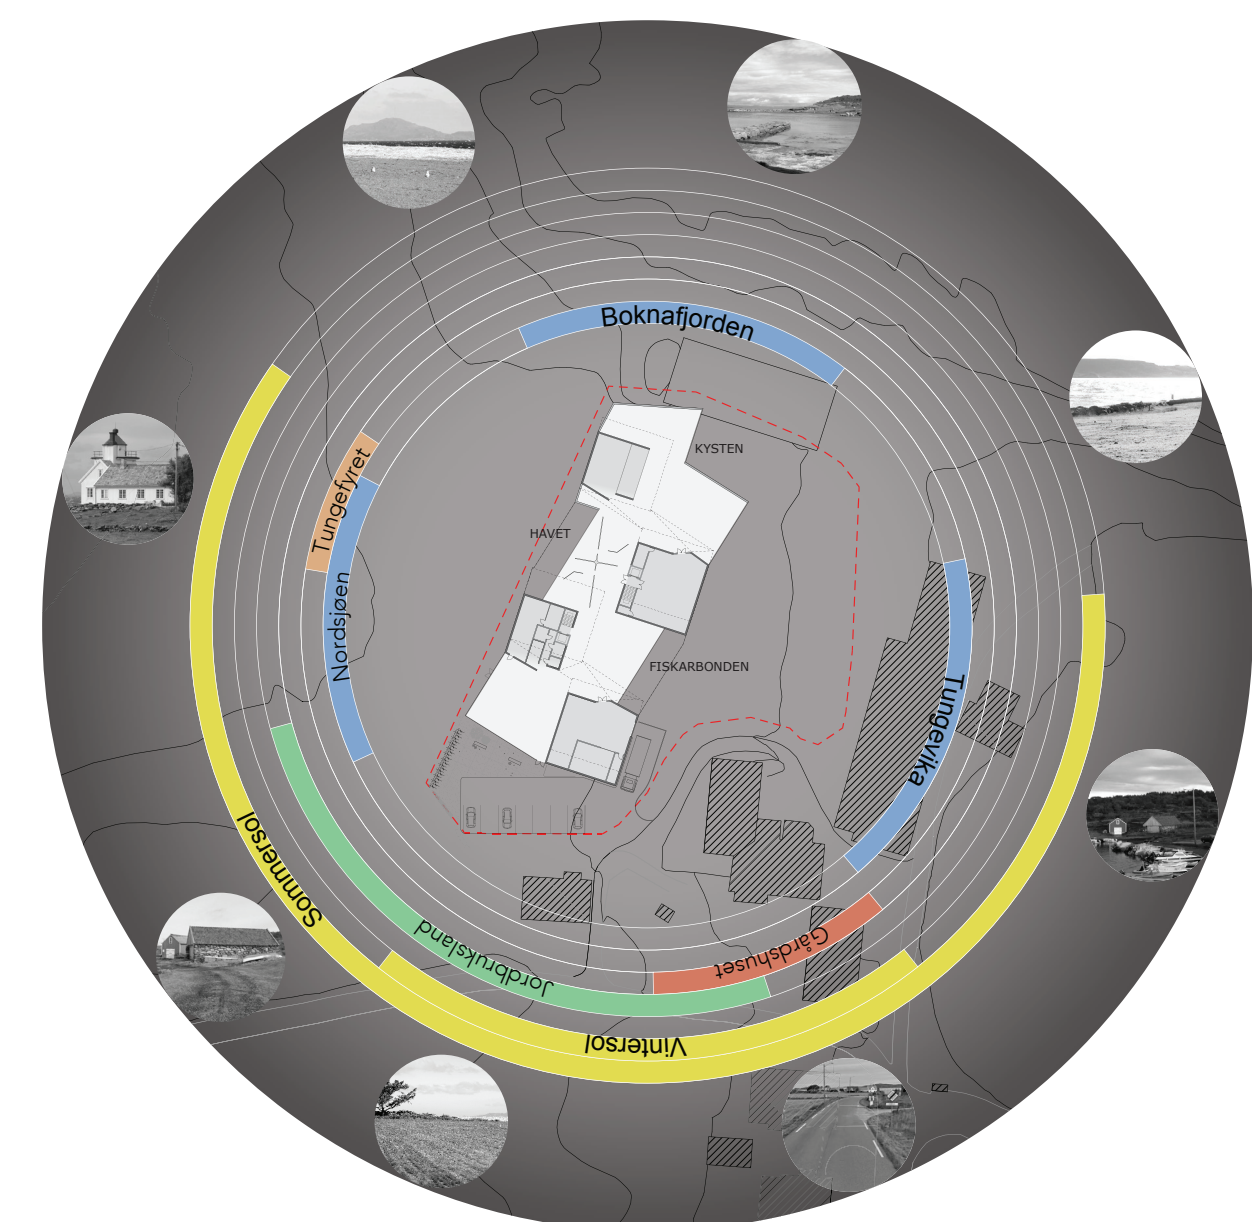 Boknafjorden
KYSTEN
Tungefyret
HAVET
Nordsjøen
FISKARBONDEN
Tungevika
Sommersol
Jordbruksland
Gårdshuset
Vintersol